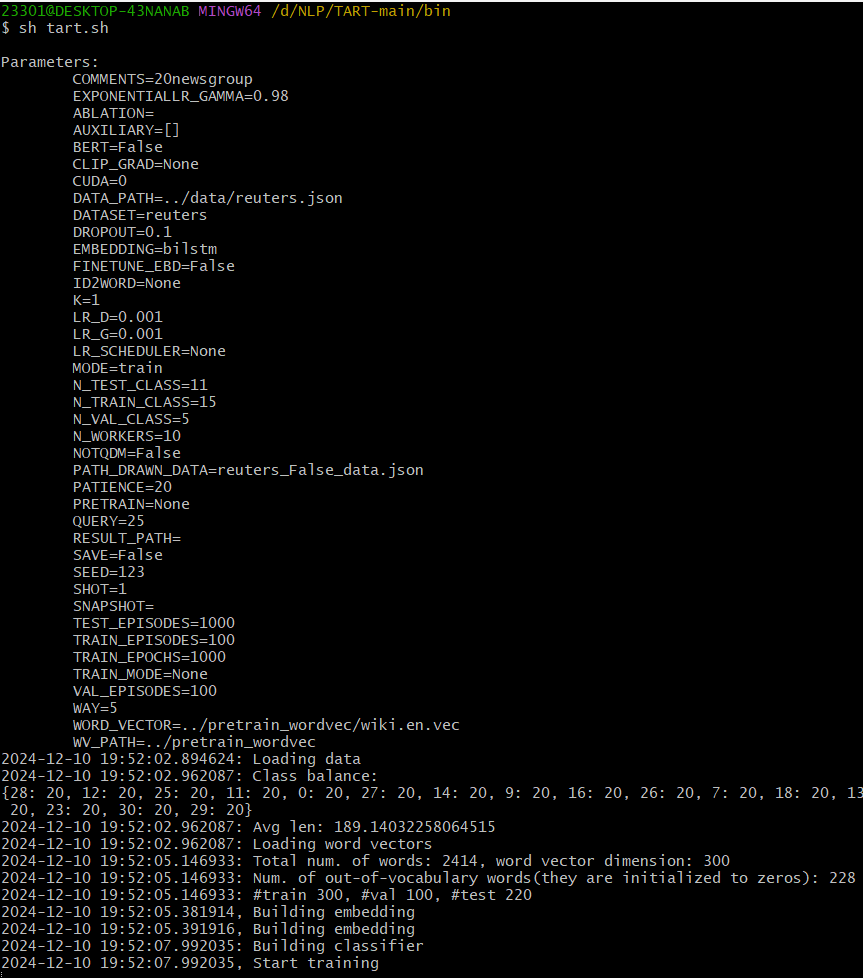 23301@DESKTOP-43NANAB MINGW64 /d/NLP/TART-main/bin
$ sh tart.sh
Parameters:
COMMENTS=20newsgroup
EXPONENTIALLR_GAMMA=0.98
ABLATION=
AUXILIARY=[]
BERT=False
CLIP_GRAD=None
CUDA=0
DATA_PATH=../data/reuters.json
DATASET=reuters
DROPOUT=0.1
EMBEDDING=bilstm
FINETUNE_EBD=False
ID2WORD=None
K=1
LR_D=0.001
LR_G=0.001
LR_SCHEDULER=None
MODE=train
N_TEST_CLASS=11
N_TRAIN_CLASS=15
N_VAL_CLASS=5
N_WORKERS=10
NOTQDM=False
PATH_DRAWN_DATA=reuters_False_data.json
PATIENCE=20
PRETRAIN=None
QUERY=25
RESULT_PATH=
SAVE=False
SEED=123
SHOT=1
SNAPSHOT=
TEST_EPISODES=1000
TRAIN_EPISODES=100
TRAIN_EPOCHS=1000
TRAIN_MODE=None
VAL_EPISODES=100
WAY=5
WORD_VECTOR=../pretrain_wordvec/wiki.en.vec
WV_PATH=../pretrain_wordvec
2024-12-10 19:52:02.894624: Loading data
2024-12-10 19:52:02.962087: Class balance:
{28: 20, 12: 20, 25: 20, 11: 20, 0: 20, 27: 20, 14: 20, 9: 20, 16: 20, 26: 20, 7: 20, 18: 20, 13
20, 23: 20, 30: 20, 29: 20}
2024-12-10 19:52:02.962087: Avg len: 189.14032258064515
2024-12-10 19:52:02.962087: Loading word vectors
2024-12-10 19:52:05.146933: Total num. of words: 2414, word vector dimension: 300
2024-12-10 19:52:05.146933: Num. of out-of-vocabulary words(they are initialized to zeros): 228
2024-12-10 19:52:05.146933: #train 300, #val 100, #test 220
2024-12-10 19:52:05.381914, Building embedding
2024-12-10 19:52:05.391916, Building embedding
2024-12-10 19:52:07.992035: Building classifier
2024-12-10 19:52:07.992035, Start training